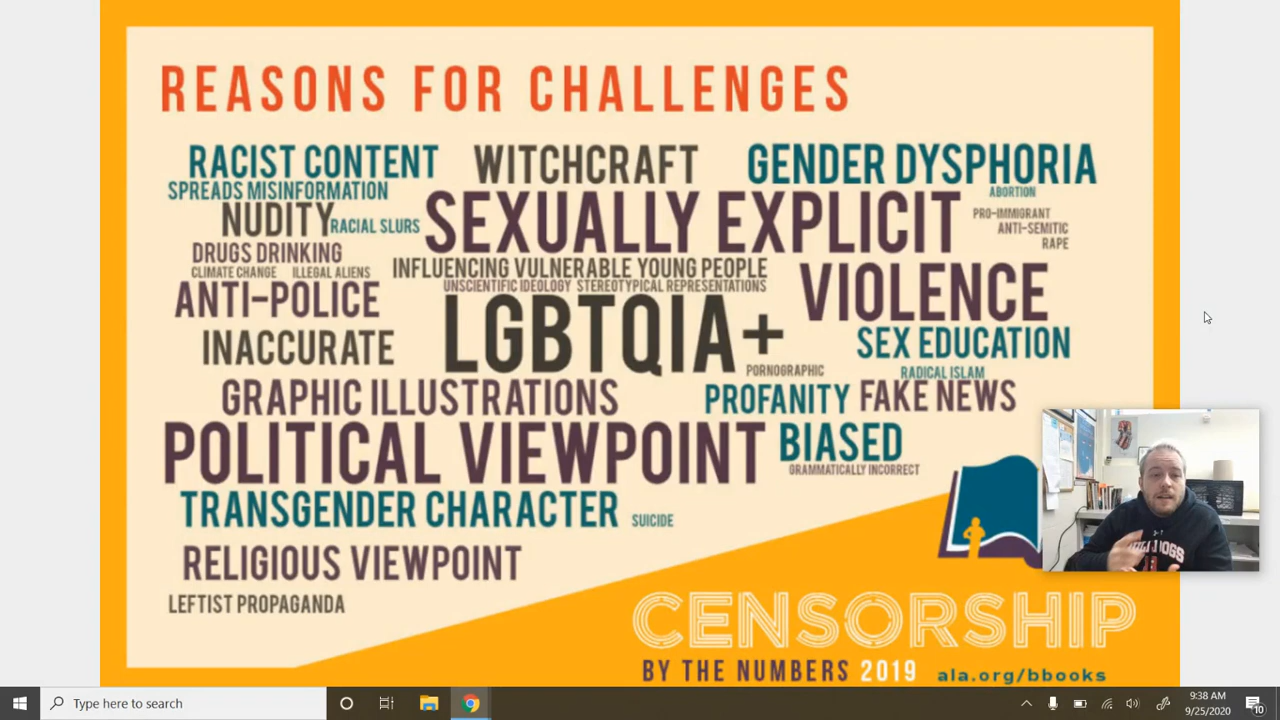 REASONS FOR CHALLENGES
RACIST CONTENT
WITCHCRAFT
GENDER DYSPHORIA
SPREADS MISINFORMATION
ABORTION
NUDITY
RACIAL SLURS
SEXUALLY EXPLICIT
PRO-IMMIGRANT
ANTI-SEMITIC
RAPE
DRUGS DRINKING
CLIMATE CHANGE
ILLEGAL ALIENS
INFLUENCING VULNERABLE YOUNG PEOPLE
UNSCIENTIFIC IDEOLOGY
STEREOTYPICAL REPRESENTATIONS
VIOLENCE
ANTI-POLICE
LGBTQIA+
INACCURATE
SEX EDUCATION
PORNOGRAPHIC
RADICAL ISLAM
GRAPHIC ILLUSTRATIONS
PROFANITY
FAKE NEWS
POLITICAL VIEWPOINT
BIASED
GRAMMATICALLY INCORRECT
TRANSGENDER CHARACTER
SUICIDE
RELIGIOUS VIEWPOINT
LEFTIST PROPAGANDA
CENSORSHIP
BY THE NUMBERS 2019
ala.org/bbooks
Type here to search
9:38 AM
9/25/2020
10